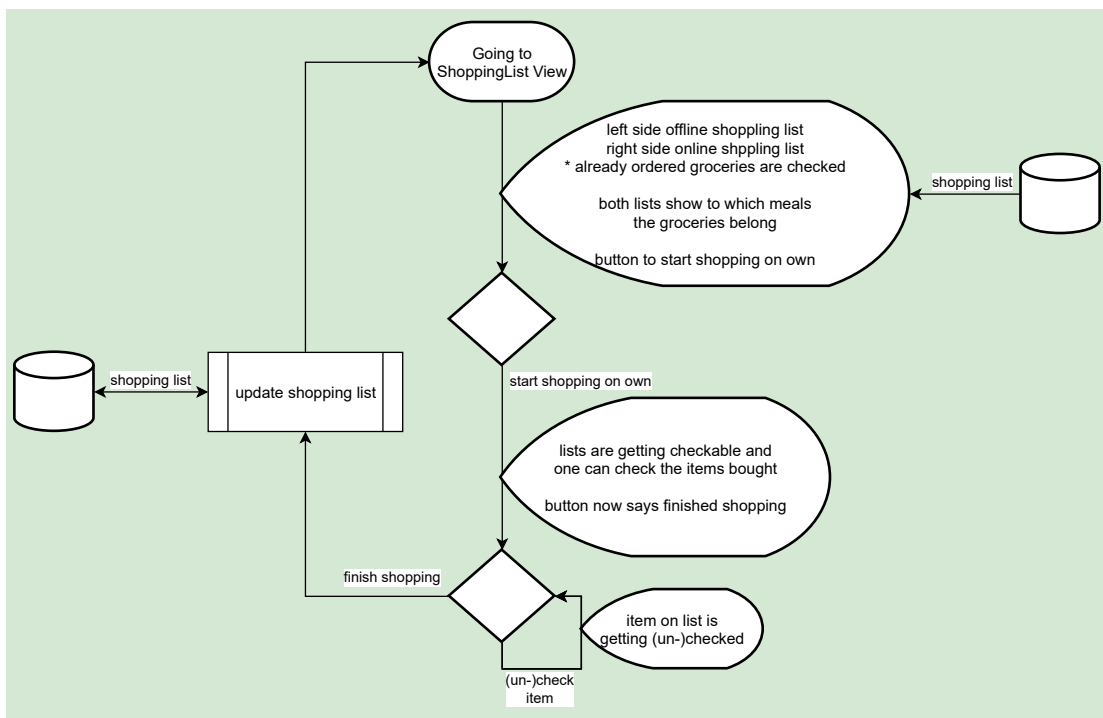 Going to
ShoppingList View
left side offline shoppling list
right side online shppling list
* already ordered groceries are checked
both lists show to which meals
the groceries belong
button to start shopping on own
shopping list
shopping list
update shopping list
start shopping on own
lists are getting checkable and
one can check the items bought
button now says finished shopping
finish shopping
item on list is
getting (un-)checked
(un-)check
item